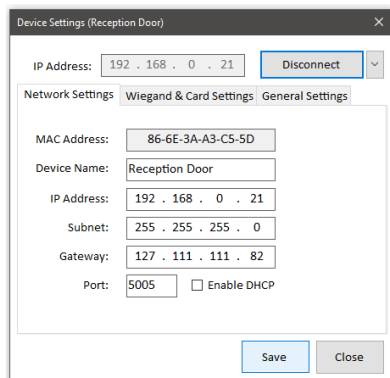 Device Settings (Reception Door)
IP Address: 192 . 168 . 0 . 21 Disconnect
Network Settings Wiegand & Card Settings General Settings
MAC Address: 86-6E-3A-A3-C5-5D
Device Name: Reception Door
IP Address: 192 . 168 . 0 . 21
Subnet: 255 . 255 . 255 . 0
Gateway: 127 . 111 . 111 . 82
Port: 5005 Enable DHCP
Save Close